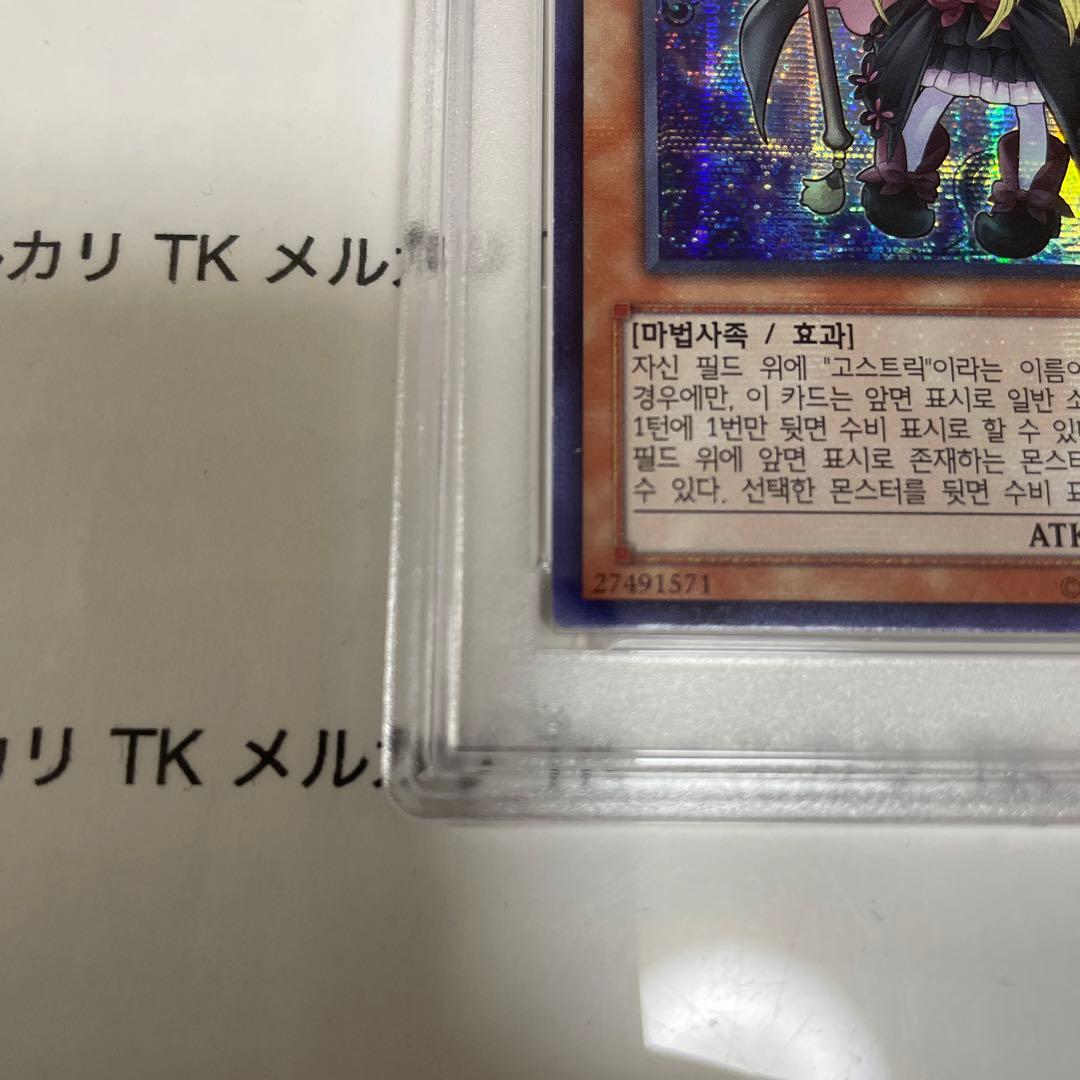 カリ TK メル
[마법사족 / 효과]
자신 필드 위에 "고스트릭"이라는 이름이
경우에만, 이 카드는 앞면 표시로 일반 소
1턴에 1번만 뒷면 수비 표시로 할 수 있
필드 위에 앞면 표시로 존재하는 몬스터
수 있다. 선택한 몬스터를 뒷면 수비 표
ATK
27491571
©
カリ TK メル